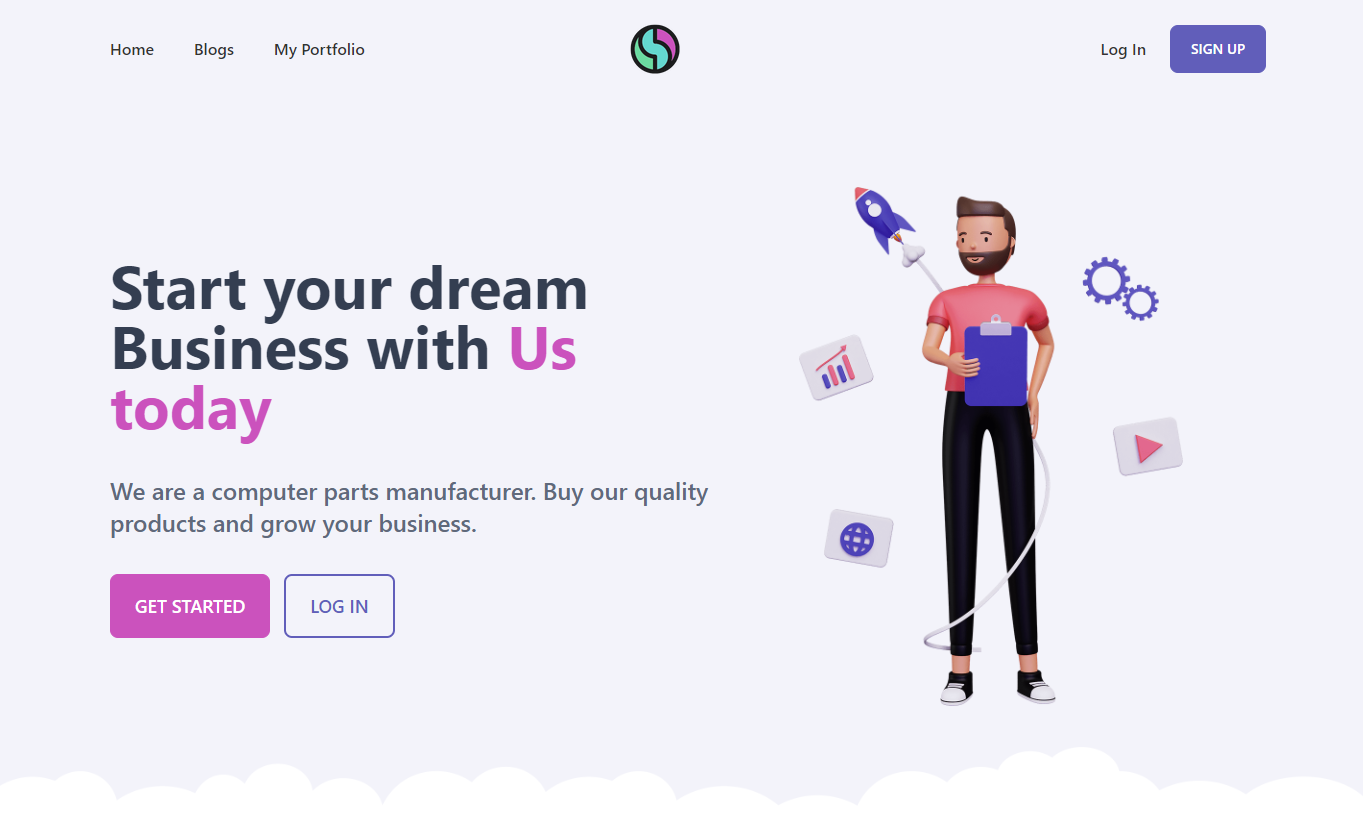 Home
Blogs
My Portfolio
Log In
SIGN UP
Start your dream
Business with Us
today
We are a computer parts manufacturer. Buy our quality
products and grow your business.
GET STARTED
LOG IN